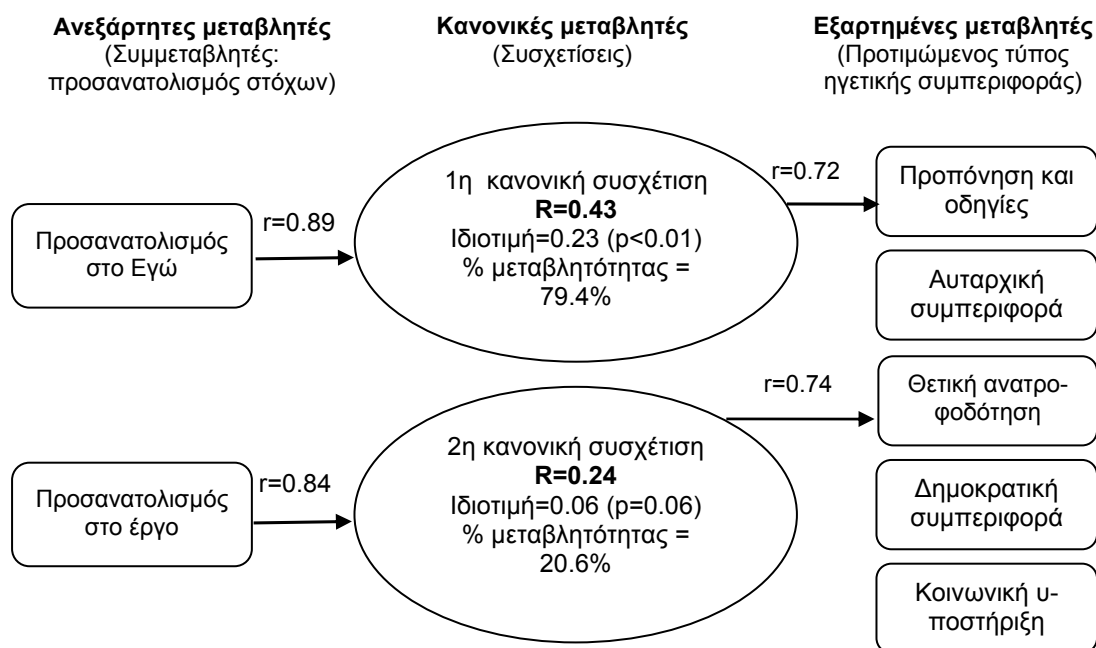 Ανεξάρτητες μεταβλητές
(Συμμεταβλητές:
προσανατολισμός στόχων)
Κανονικές μεταβλητές
(Συσχετίσεις)
Εξαρτημένες μεταβλητές
(Προτιμώμενος τύπος
ηγετικής συμπεριφοράς)
Προσανατολισμός
στο Εγώ
r=0.89
1η κανονική συσχέτιση
R=0.43
Ιδιοτιμή=0.23 (p<0.01)
% μεταβλητότητας =
79.4%
r=0.72
Προπόνηση και
οδηγίες
Αυταρχική
συμπεριφορά
Προσανατολισμός
στο έργο
r=0.84
2η κανονική συσχέτιση
R=0.24
Ιδιοτιμή=0.06 (p=0.06)
% μεταβλητότητας =
20.6%
r=0.74
Θετική ανατρο-
φοδότηση
Δημοκρατική
συμπεριφορά
Κοινωνική υ-
ποστήριξη